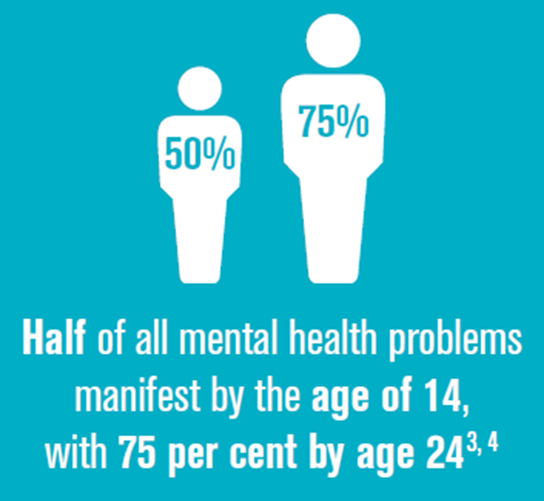 50%
75%
Half of all mental health problems
manifest by the age of 14,
with 75 per cent by age 24³, ⁴